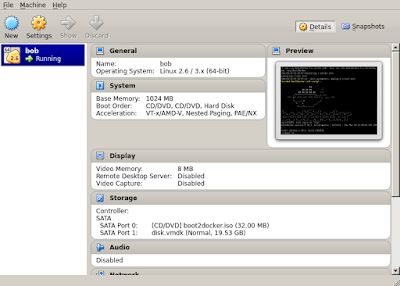 File Machine Help
New Settings Show Discard
Details Snapshots
bob
Running
General
Name: bob
Operating System: Linux 2.6 / 3.x (64-bit)
System
Base Memory: 1024 MB
Boot Order: CD/DVD, CD/DVD, Hard Disk
Acceleration: VT-x/AMD-V, Nested Paging, PAE/NX
Preview
Display
Video Memory: 8 MB
Remote Desktop Server: Disabled
Video Capture: Disabled
Storage
Controller:
SATA
SATA Port 0: [CD/DVD] boot2docker.iso (32.00 MB)
SATA Port 1: disk.vmdk (Normal, 19.53 GB)
Audio
Disabled
Network